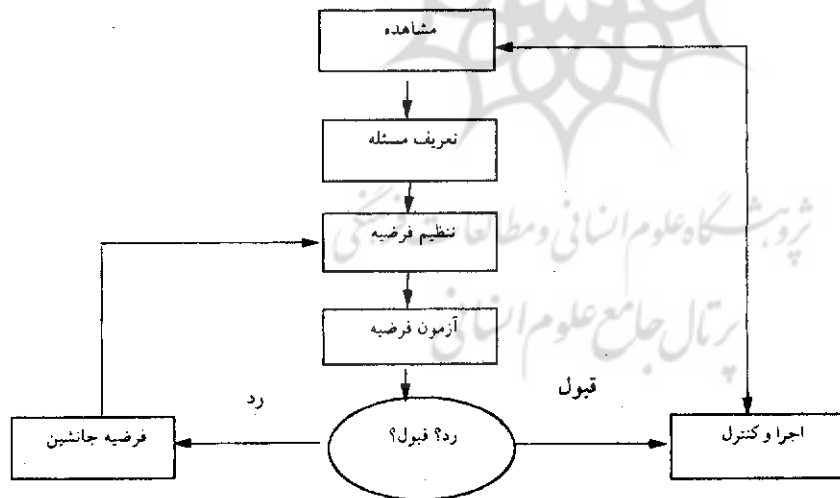 مشاهده
تعریف مسئله
تنظیم فرضیه
پژوهشگاه علوم انسانی و مطالعات فرهنگی
آزمون فرضیه
پرتال جامع علوم انسانی
قبول
رد
اجرا و کنترل
رد؟ قبول؟
فرضیه جانشین